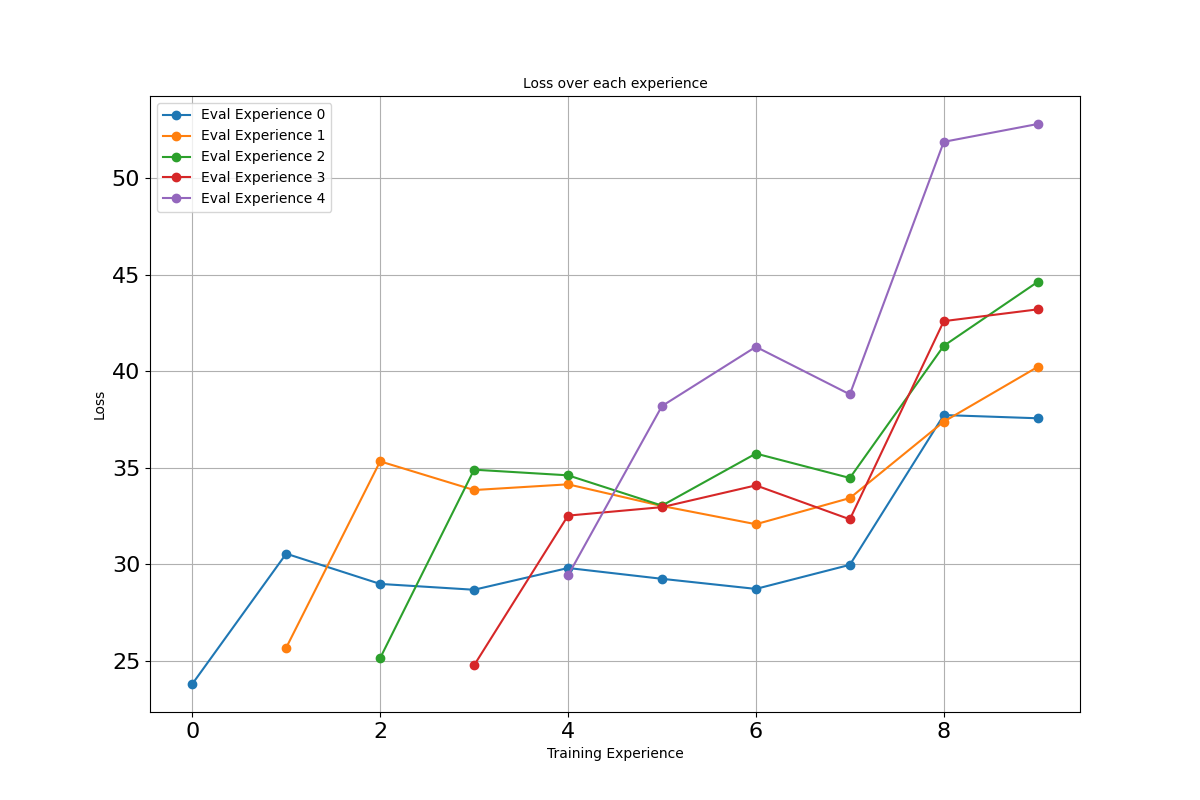 Loss over each experience
Eval Experience 0
Eval Experience 1
Eval Experience 2
Eval Experience 3
Eval Experience 4
50
45
40
35
30
25
Loss
0 2 4 6 8
Training Experience